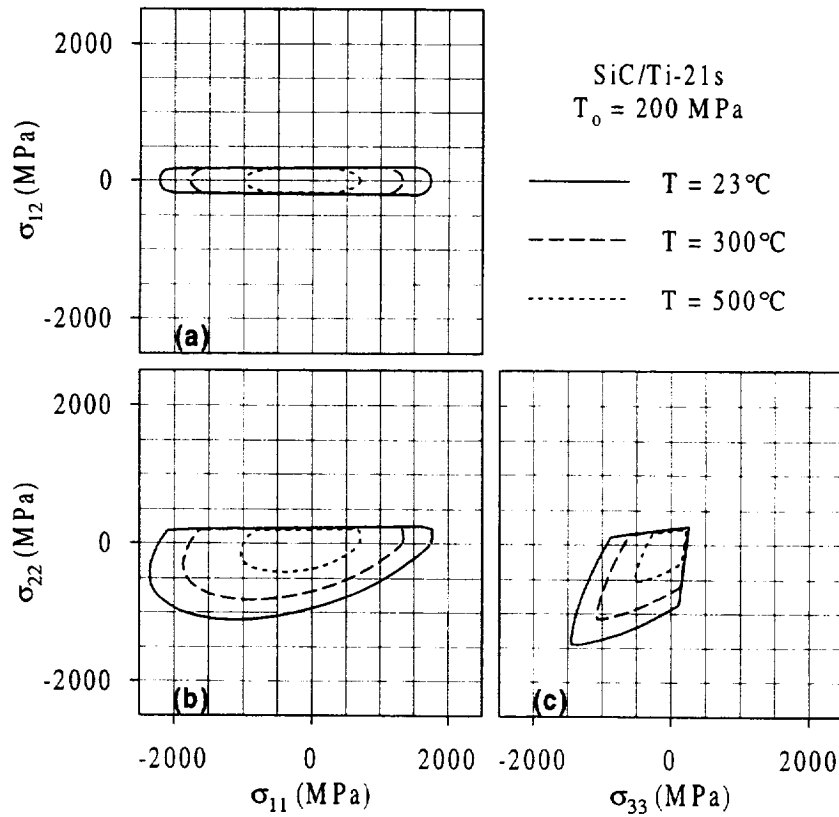 2000
0
-2000
σ12 (MPa)
(a)
SiC/Ti-21s
To = 200 MPa
T = 23°C
T = 300°C
T = 500°C
2000
0
-2000
σ22 (MPa)
(b)
(c)
-2000 0 2000
σ11 (MPa)
-2000 0 2000
σ33 (MPa)